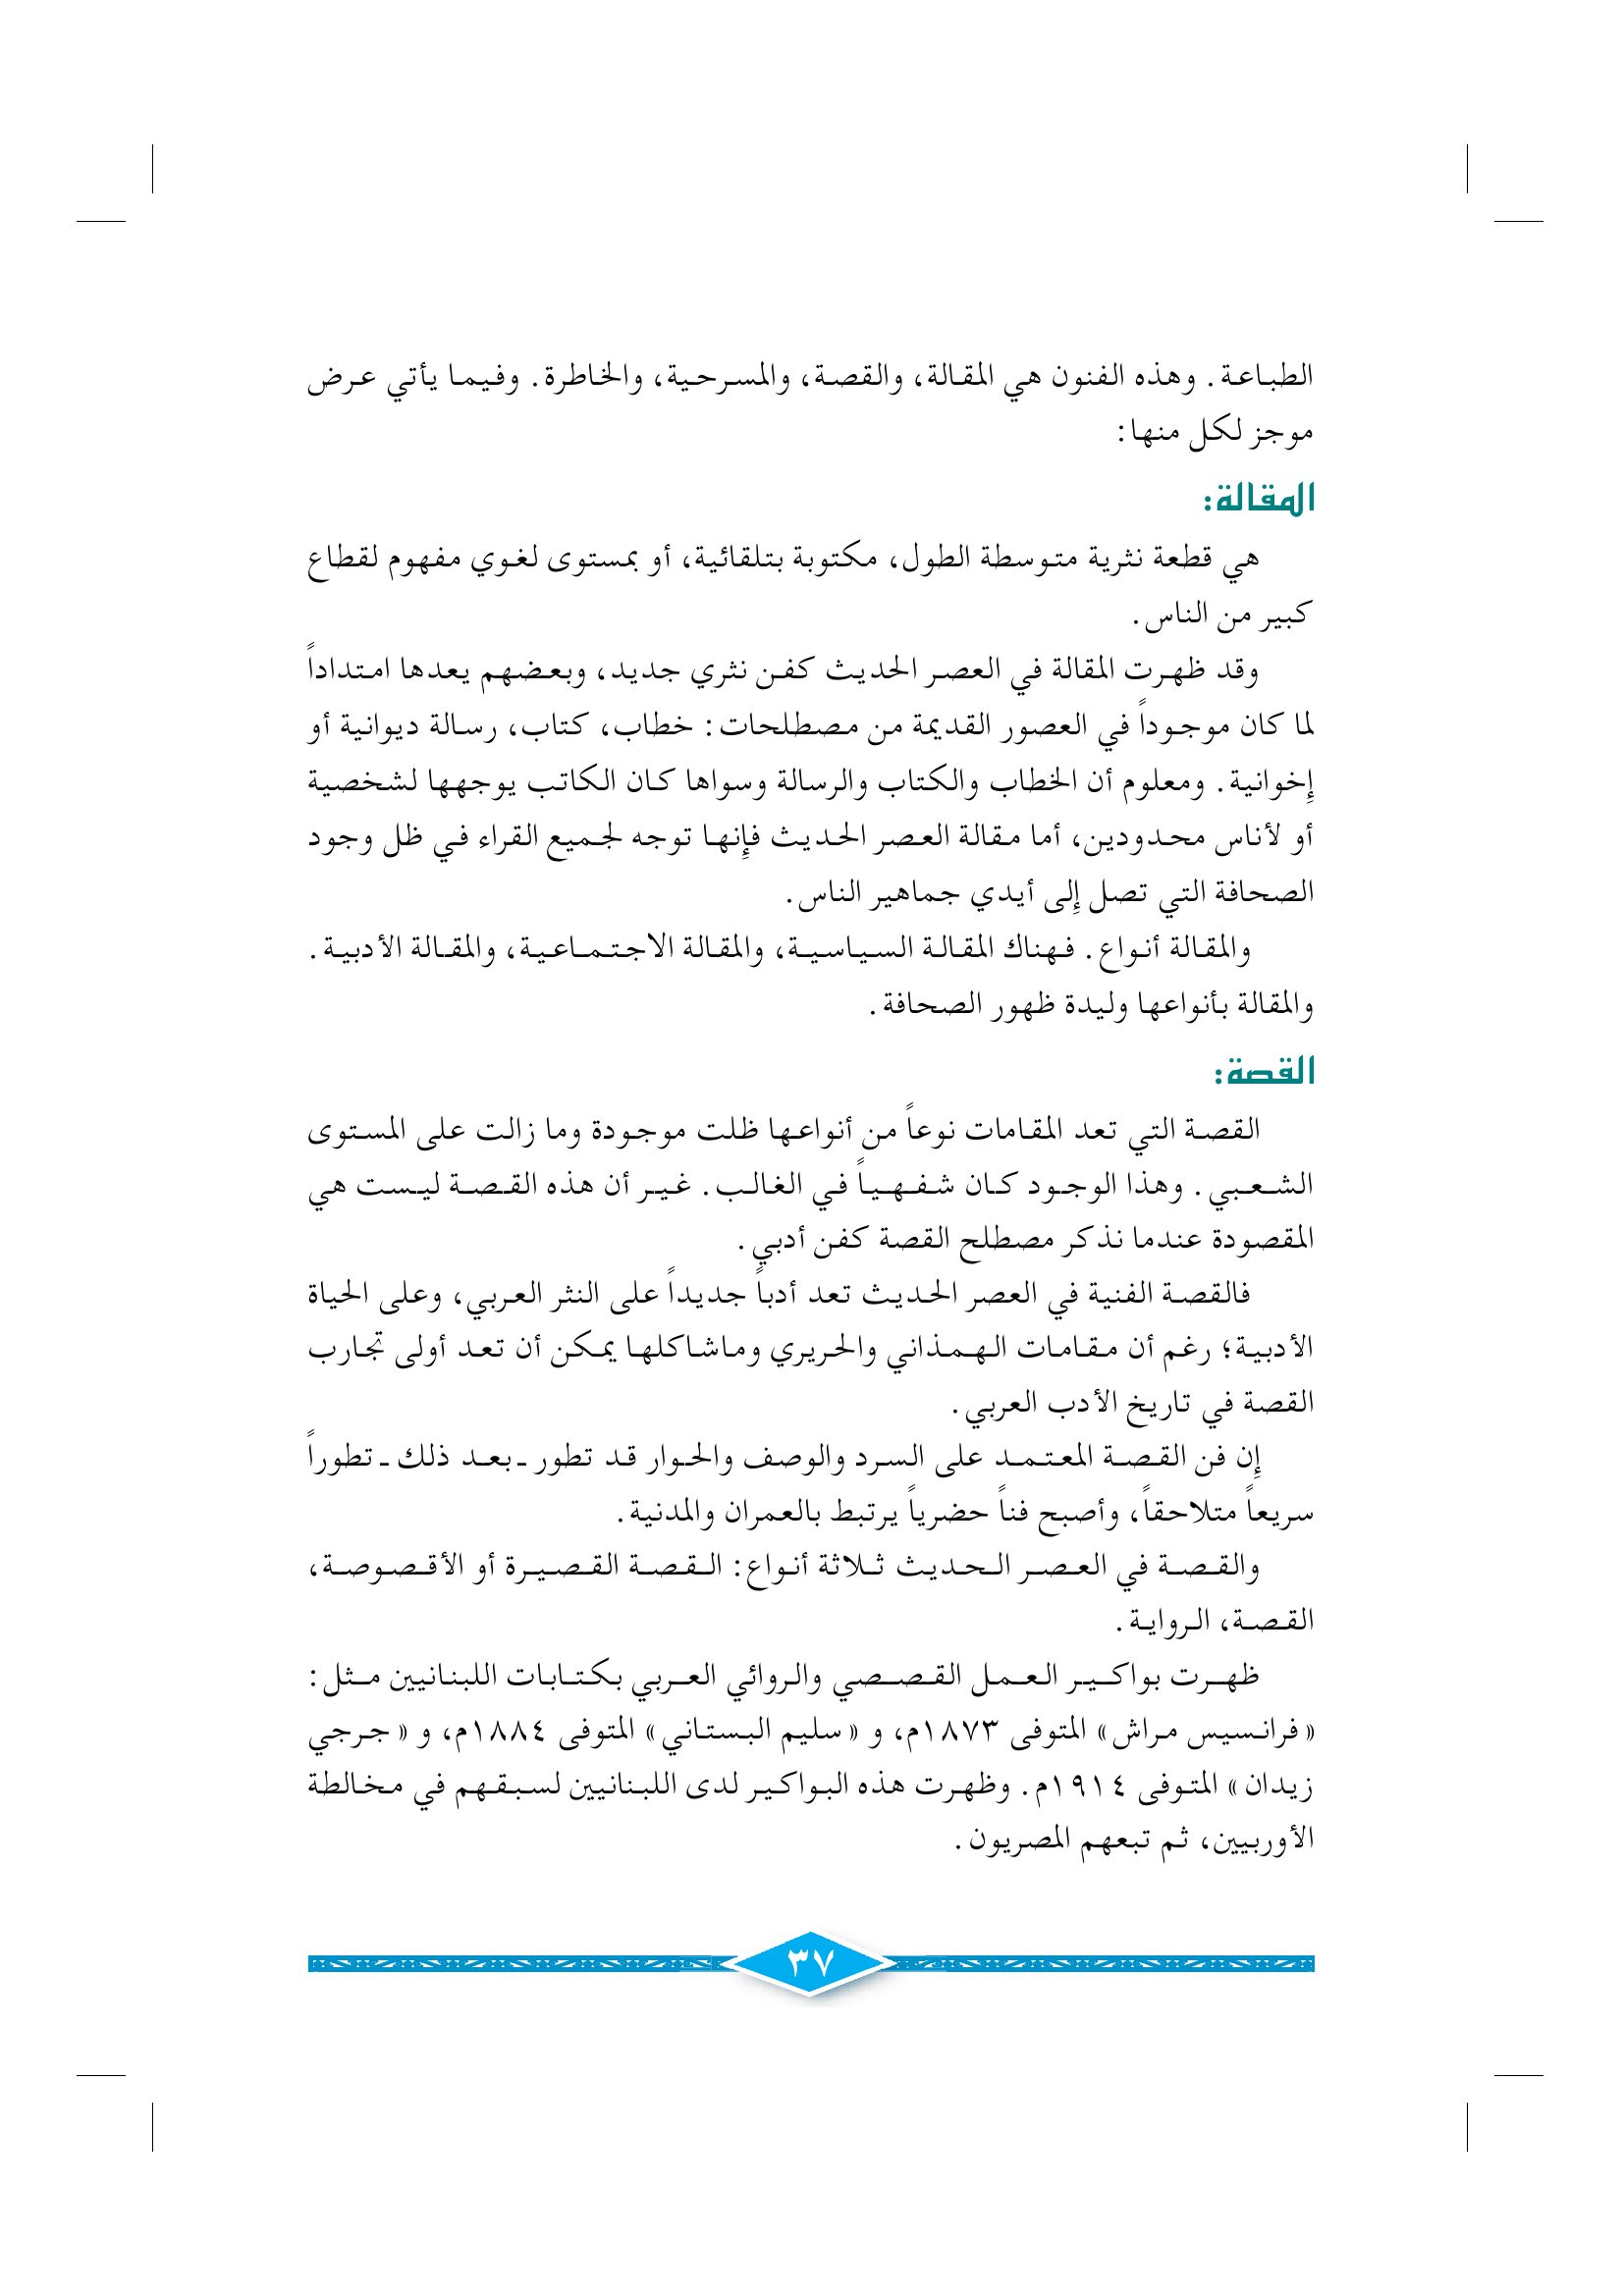 الطباعة. وهذه الفنون هي المقالة، والقصة، والمسرحية، والخاطرة. وفيما يأتي عرض
موجز لكل منها:
المقالة:
هي قطعة نثرية متوسطة الطول، مكتوبة بتلقائية، أو بمستوى لغوي مفهوم لقطاع
كبير من الناس.
وقد ظهرت المقالة في العصر الحديث كفن نثري جديد، وبعضهم يعدها امتداداً
لما كان موجوداً في العصور القديمة من مصطلحات: خطاب، كتاب، رسالة ديوانية أو
إخوانية. ومعلوم أن الخطاب والكتاب والرسالة وسواها كان الكاتب يوجهها لشخصية
أو لأناس محدودين، أما مقالة العصر الحديث فإنها توجه لجميع القراء في ظل وجود
الصحافة التي تصل إلى أيدي جماهير الناس.
والمقالة أنواع. فهناك المقالة السياسية، والمقالة الاجتماعية، والمقالة الأدبية.
والمقالة بأنواعها وليدة ظهور الصحافة.
القصة:
القصة التي تعد المقامات نوعاً من أنواعها ظلت موجودة وما زالت على المستوى
الشعبي. وهذا الوجود كان شفهياً في الغالب. غير أن هذه القصة ليست هي
المقصودة عندما نذكر مصطلح القصة كفن أدبي.
فالقصة الفنية في العصر الحديث تعد أدباً جديداً على النثر العربي، وعلى الحياة
الأدبية؛ رغم أن مقامات الهمذاني والحريري وماشاكلها يمكن أن تعد أولى تجارب
القصة في تاريخ الأدب العربي.
إن فن القصة المعتمد على السرد والوصف والحوار قد تطور ـ بعد ذلك ـ تطوراً
سريعاً متلاحقاً، وأصبح فناً حضرياً يرتبط بالعمران والمدنية.
والقصة في العصر الحديث ثلاثة أنواع: القصة القصيرة أو الأقصوصة،
القصة، الرواية.
ظهرت بواكير العمل القصصي والروائي العربي بكتابات اللبنانيين مثل:
«فرانسيس مراش» المتوفى ١٨٧٣م، و «سليم البستاني» المتوفى ١٨٨٤م، و «جرجي
زيدان» المتوفى ١٩١٤م. وظهرت هذه البواكير لدى اللبنانيين لسبقهم في مخالطة
الأوربيين، ثم تبعهم المصريون.
٣٧